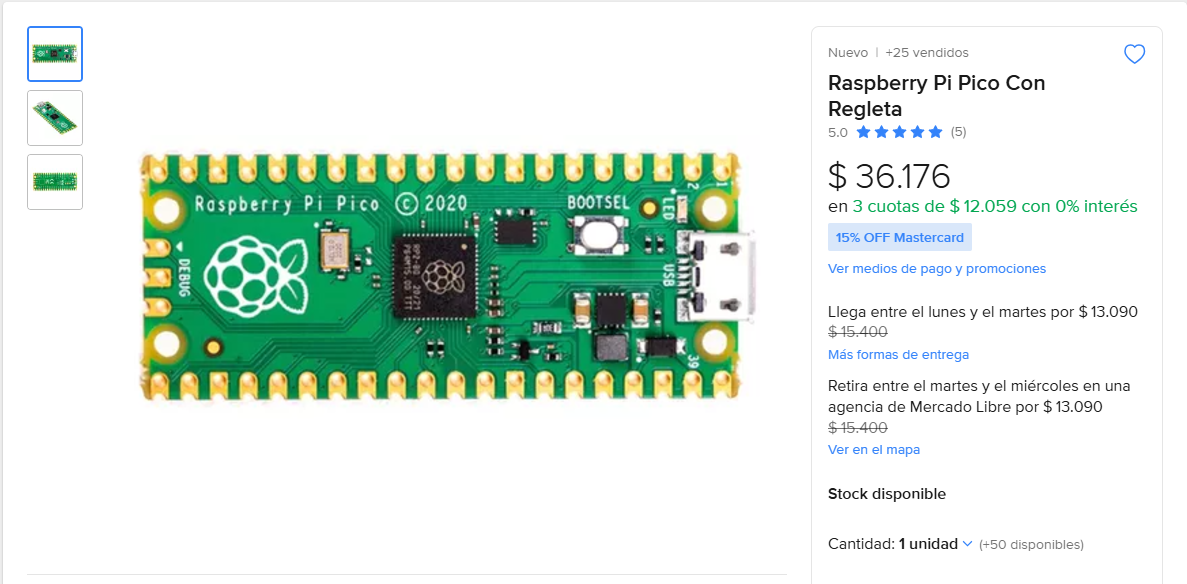 Raspberry Pi Pico © 2020
BOOTSEL
LED
2
1
DEBUG
USB
39
Nuevo | +25 vendidos
Raspberry Pi Pico Con
Regleta
5.0 (5)
$ 36.176
en 3 cuotas de $ 12.059 con 0% interés
15% OFF Mastercard
Ver medios de pago y promociones
Llega entre el lunes y el martes por $ 13.090
$ 15.400
Más formas de entrega
Retira entre el martes y el miércoles en una
agencia de Mercado Libre por $ 13.090
$ 15.400
Ver en el mapa
Stock disponible
Cantidad: 1 unidad (+50 disponibles)